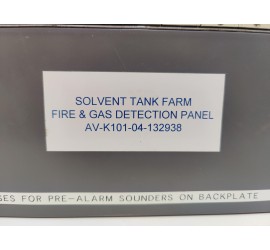 SOLVENT TANK FARM
FIRE & GAS DETECTION PANEL
AV-K101-04-132938
FOR PRE-ALARM SOUNDERS ON BACKPLATE